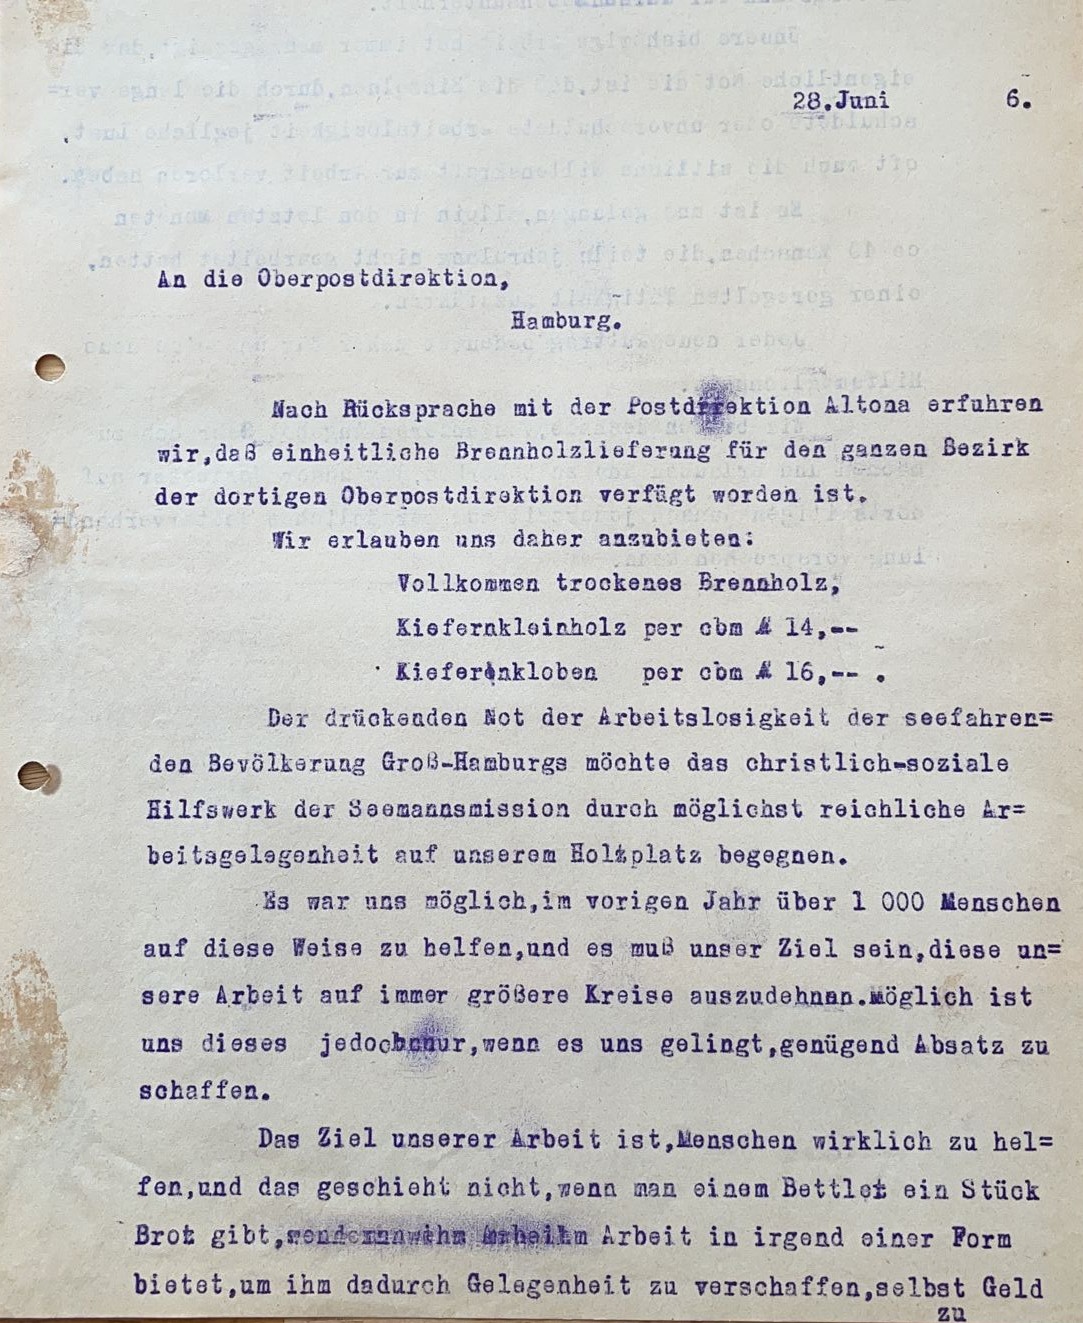 28.Juni 6.
An die Oberpostdirektion,
Hamburg.
Nach Rücksprache mit der Postdirektion Altona erfuhren
wir,daß einheitliche Brennholzlieferung für den ganzen Bezirk
der dortigen Oberpostdirektion verfügt worden ist.
Wir erlauben uns daher anzubieten:
Vollkommen trockenes Brennholz,
Kiefernkleinholz per cbm M 14,--
Kiefernkloben per cbm M 16,-- .
Der drückenden Not der Arbeitslosigkeit der seefahren=
den Bevölkerung Groß-Hamburgs möchte das christlich-soziale
Hilfswerk der Seemannsmission durch möglichst reichliche Ar=
beitsgelegenheit auf unserem Holzplatz begegnen.
Es war uns möglich,im vorigen Jahr über 1 000 Menschen
auf diese Weise zu helfen,und es muß unser Ziel sein,diese un=
sere Arbeit auf immer größere Kreise auszudehnen.Möglich ist
uns dieses jedoch nur,wenn es uns gelingt,genügend Absatz zu
schaffen.
Das Ziel unserer Arbeit ist,Menschen wirklich zu hel=
fen,und das geschieht nicht,wenn man einem Bettler ein Stück
Brot gibt, Arbeit in irgend einer Form
bietet,um ihm dadurch Gelegenheit zu verschaffen,selbst Geld
zu